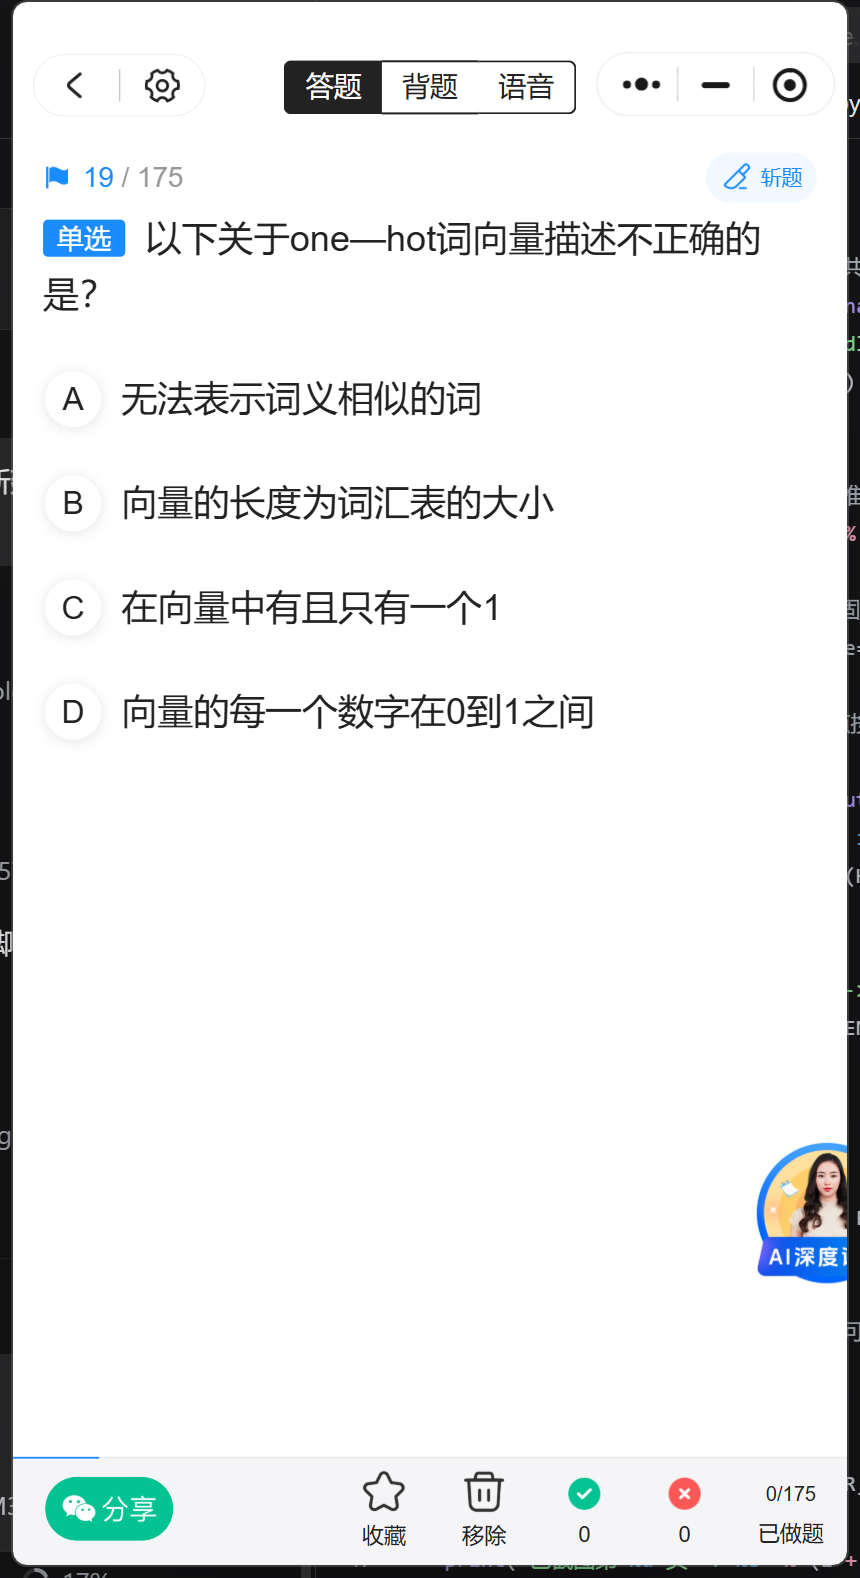 答题 背题 语音
19 / 175
斩题
单选 以下关于one—hot词向量描述不正确的
是?
A 无法表示词义相似的词
B 向量的长度为词汇表的大小
C 在向量中有且只有一个1
D 向量的每一个数字在0到1之间
AI深度
分享
收藏
移除
0
0
0/175
已做题
17%